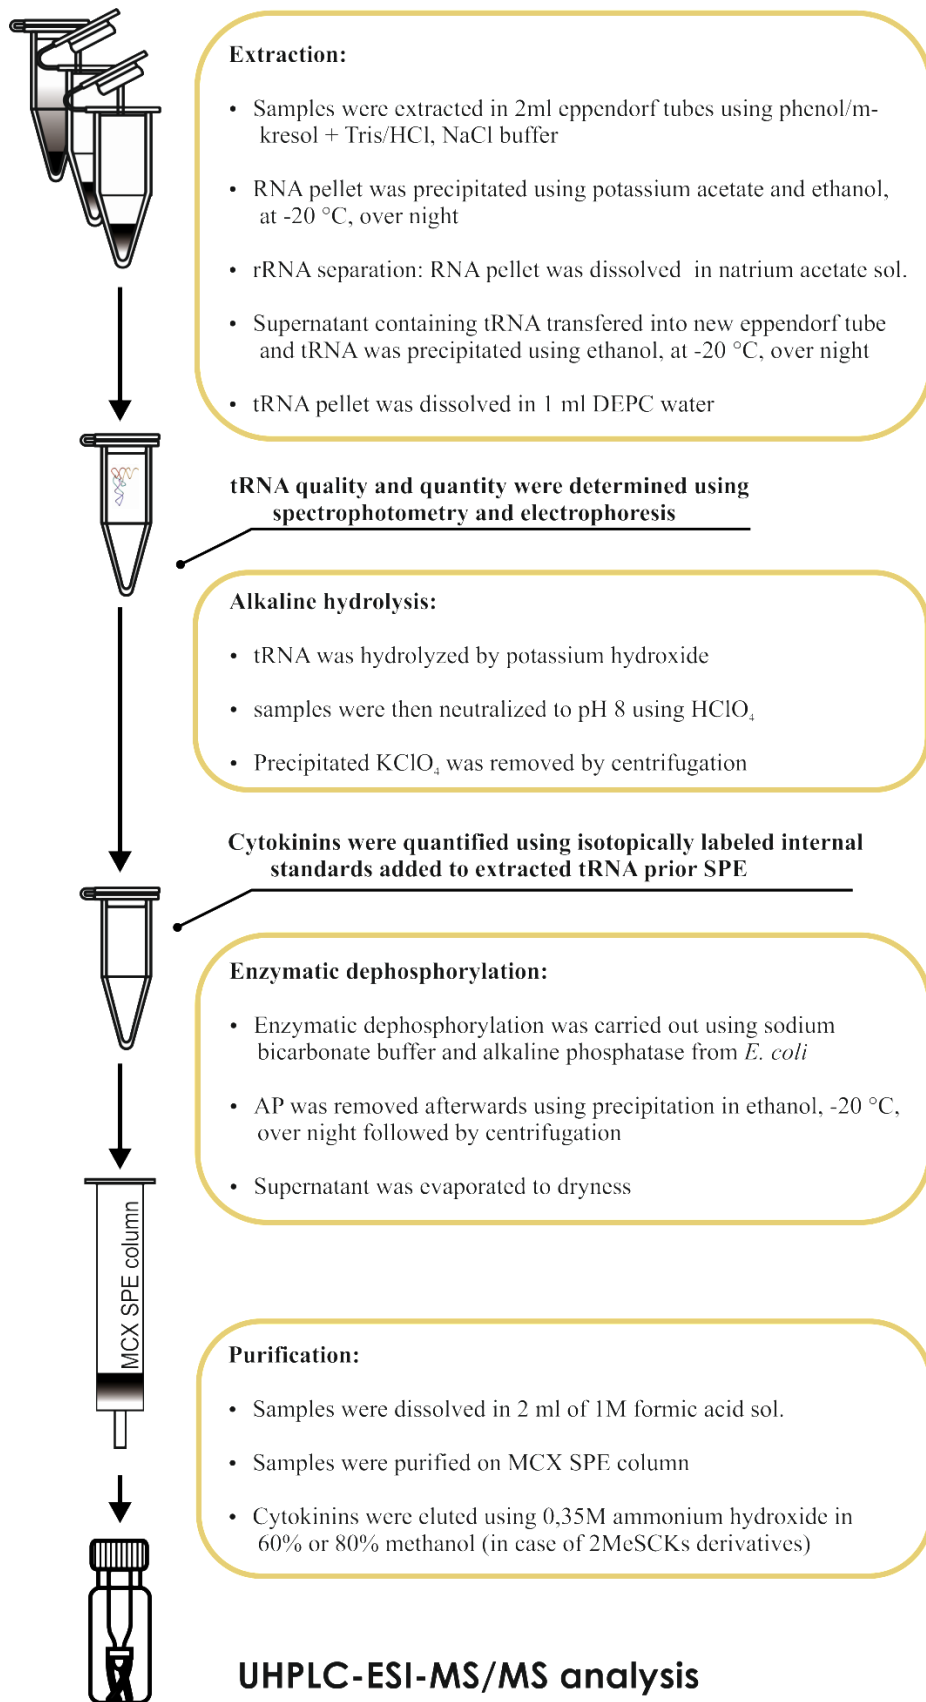 Extraction:
• Samples were extracted in 2ml eppendorf tubes using phenol/m-
kresol + Tris/HCl, NaCl buffer
• RNA pellet was precipitated using potassium acetate and ethanol,
at -20 °C, over night
• rRNA separation: RNA pellet was dissolved in natrium acetate sol.
• Supernatant containing tRNA transfered into new eppendorf tube
and tRNA was precipitated using ethanol, at -20 °C, over night
• tRNA pellet was dissolved in 1 ml DEPC water
tRNA quality and quantity were determined using
spectrophotometry and electrophoresis
Alkaline hydrolysis:
• tRNA was hydrolyzed by potassium hydroxide
• samples were then neutralized to pH 8 using HClO₄
• Precipitated KClO₄ was removed by centrifugation
Cytokinins were quantified using isotopically labeled internal
standards added to extracted tRNA prior SPE
Enzymatic dephosphorylation:
• Enzymatic dephosphorylation was carried out using sodium
bicarbonate buffer and alkaline phosphatase from E. coli
• AP was removed afterwards using precipitation in ethanol, -20 °C,
over night followed by centrifugation
• Supernatant was evaporated to dryness
MCX SPE column
Purification:
• Samples were dissolved in 2 ml of 1M formic acid sol.
• Samples were purified on MCX SPE column
• Cytokinins were eluted using 0,35M ammonium hydroxide in
60% or 80% methanol (in case of 2MeSCKs derivatives)
UHPLC-ESI-MS/MS analysis